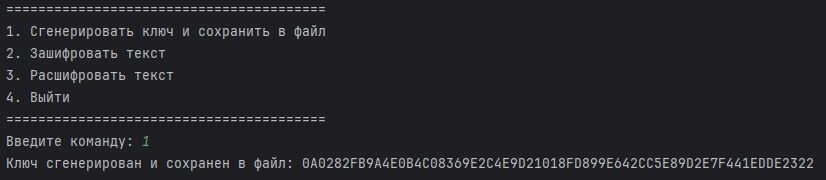 ========================================
1. Сгенерировать ключ и сохранить в файл
2. Зашифровать текст
3. Расшифровать текст
4. Выйти
========================================
Введите команду: 1
Ключ сгенерирован и сохранен в файл: 0A0282FB9A4E0B4C08369E2C4E9D21018FD899E642CC5E89D2E7F441EDDE2322